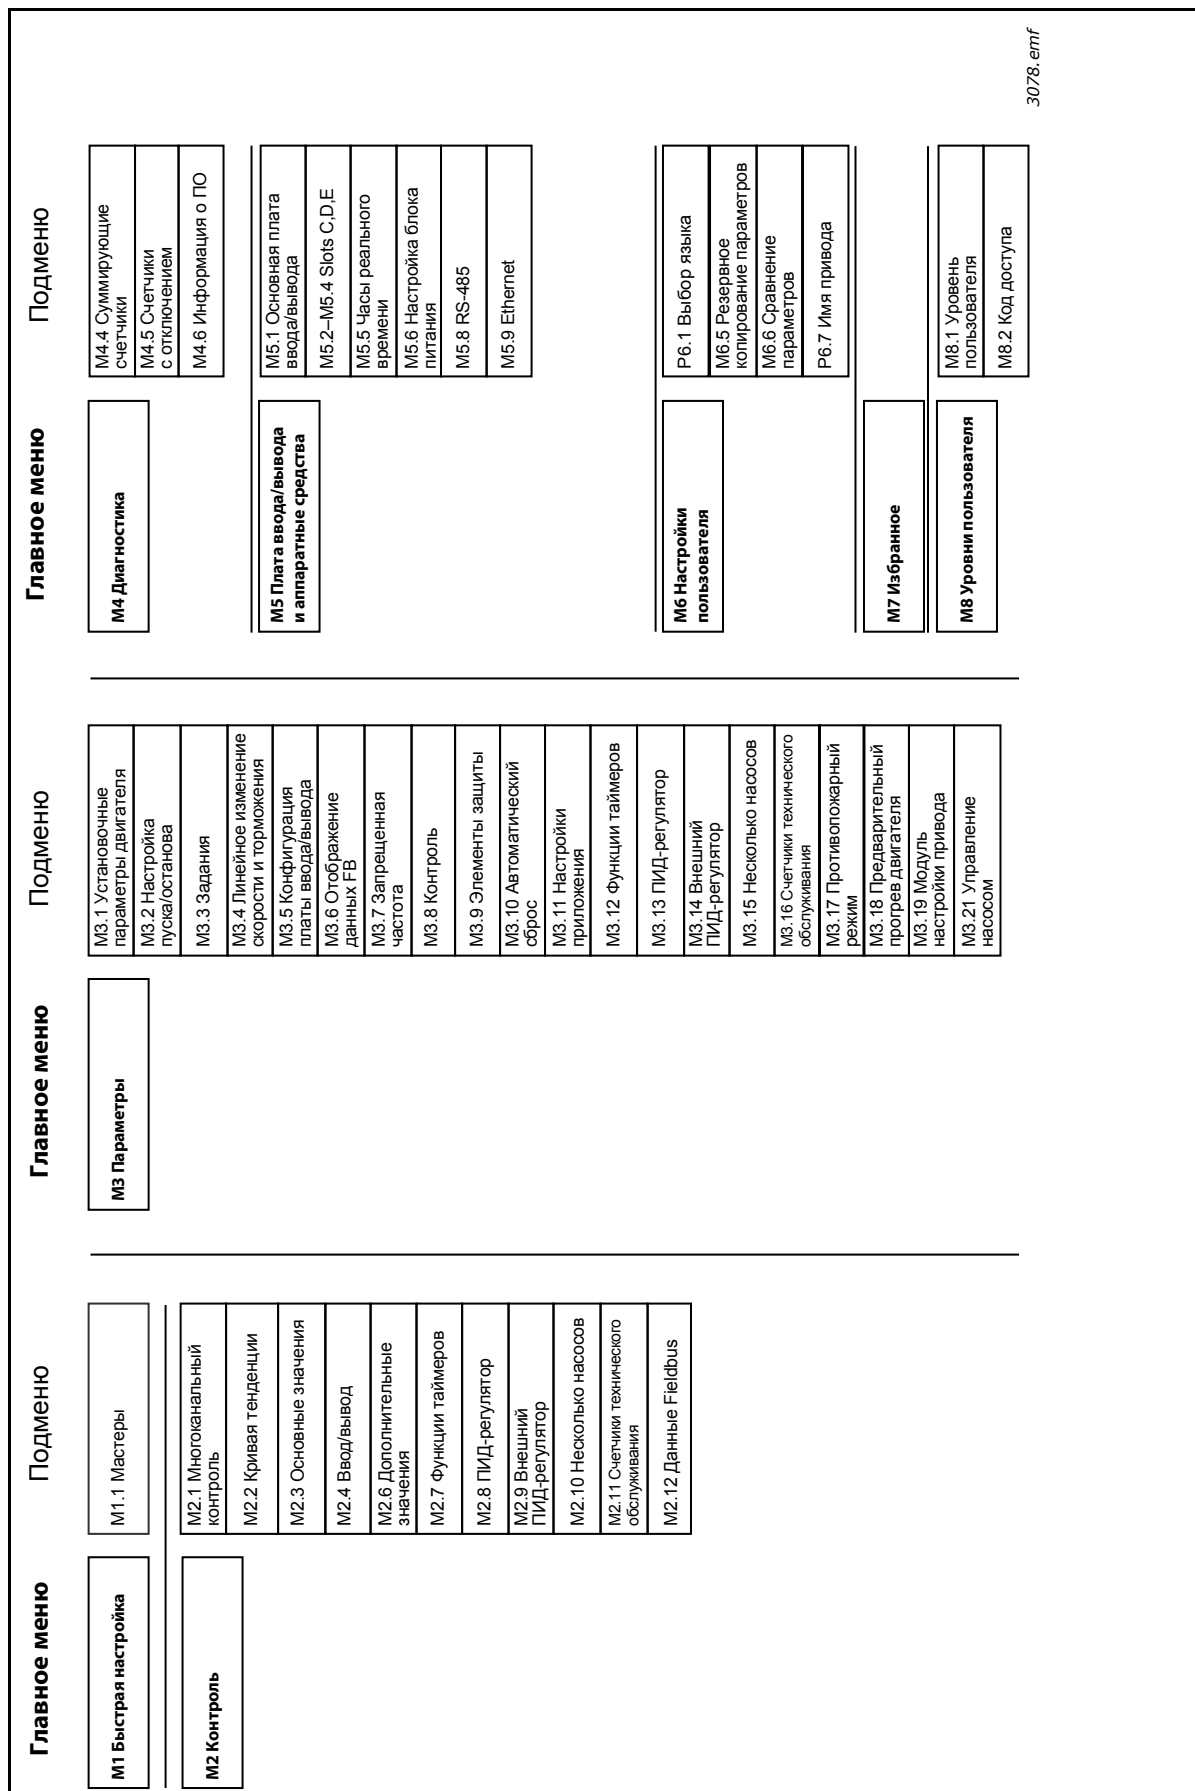 Главное меню
Подменю
Главное меню
Подменю
Главное меню
Подменю
M1 Быстрая настройка
M1.1 Мастеры
M2 Контроль
M2.1 Многоканальный
контроль
M2.2 Кривая тенденции
M2.3 Основные значения
M2.4 Ввод/вывод
M2.6 Дополнительные
значения
M2.7 Функции таймеров
M2.8 ПИД-регулятор
M2.9 Внешний
ПИД-регулятор
M2.10 Несколько насосов
M2.11 Счетчики технического
обслуживания
M2.12 Данные Fieldbus
M3 Параметры
M3.1 Установочные
параметры двигателя
M3.2 Настройка
пуска/останова
M3.3 Задания
M3.4 Линейное изменение
скорости и торможения
M3.5 Конфигурация
платы ввода/вывода
M3.6 Отображение
данных FB
M3.7 Запрещенная
частота
M3.8 Контроль
M3.9 Элементы защиты
M3.10 Автоматический
сброс
M3.11 Настройки
приложения
M3.12 Функции таймеров
M3.13 ПИД-регулятор
M3.14 Внешний
ПИД-регулятор
M3.15 Несколько насосов
M3.16 Счетчики технического
обслуживания
M3.17 Противопожарный
режим
M3.18 Предварительный
прогрев двигателя
M3.19 Модуль
настройки привода
M3.21 Управление
насосом
M4 Диагностика
M4.4 Суммирующие
счетчики
M4.5 Счетчики
с отключением
M4.6 Информация о ПО
M5 Плата ввода/вывода
и аппаратные средства
M5.1 Основная плата
ввода/вывода
M5.2–M5.4 Slots C,D,E
M5.5 Часы реального
времени
M5.6 Настройка блока
питания
M5.8 RS-485
M5.9 Ethernet
M6 Настройки
пользователя
P6.1 Выбор языка
M6.5 Резервное
копирование параметров
M6.6 Сравнение
параметров
P6.7 Имя привода
M7 Избранное
M8 Уровни пользователя
M8.1 Уровень
пользователя
M8.2 Код доступа
3078.emf